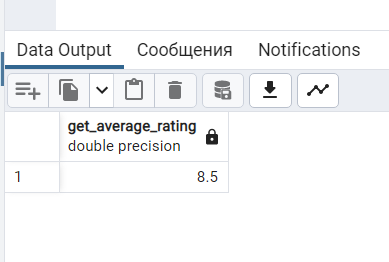 Data Output Сообщения Notifications
get_average_rating
double precision
1 8.5